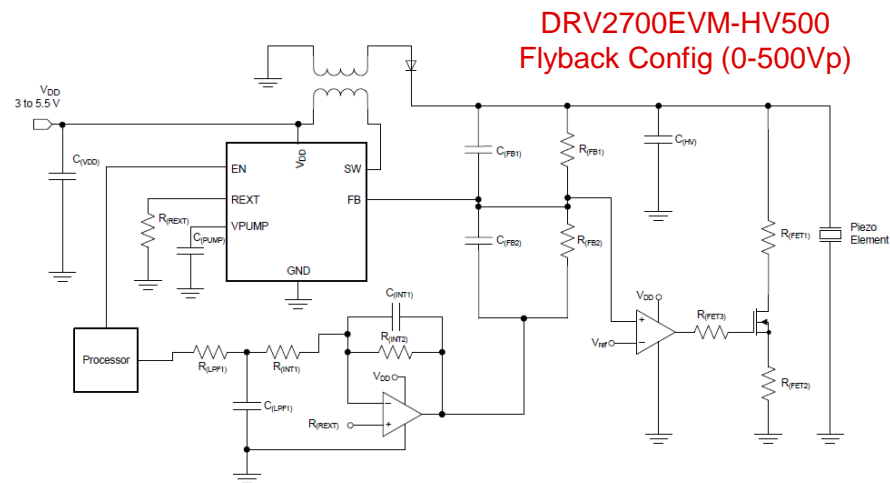 DRV2700EVM-HV500
Flyback Config (0-500Vp)
VDD
3 to 5.5 V
C(VDD)
VDD
EN
SW
REXT
FB
VPUMP
GND
R(REXT)
C(PUMP)
C(FB1)
R(FB1)
C(HV)
C(FB2)
R(FB2)
R(FET1)
Piezo
Element
VDD
R(FET3)
Vref
R(FET2)
C(INT1)
R(INT2)
Processor
R(LPF1)
R(INT1)
VDD
C(LPF1)
R(REXT)
+
−
−
+